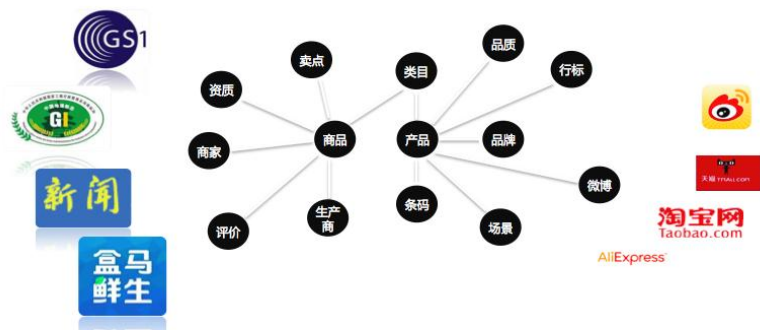 GS1
GI
新闻
盒马
鲜生
卖点
类目
品质
行标
资质
商品
产品
品牌
商家
微博
评价
生产
商
条码
场景
天猫 TMALL.COM
淘宝网
Taobao.com
AliExpress